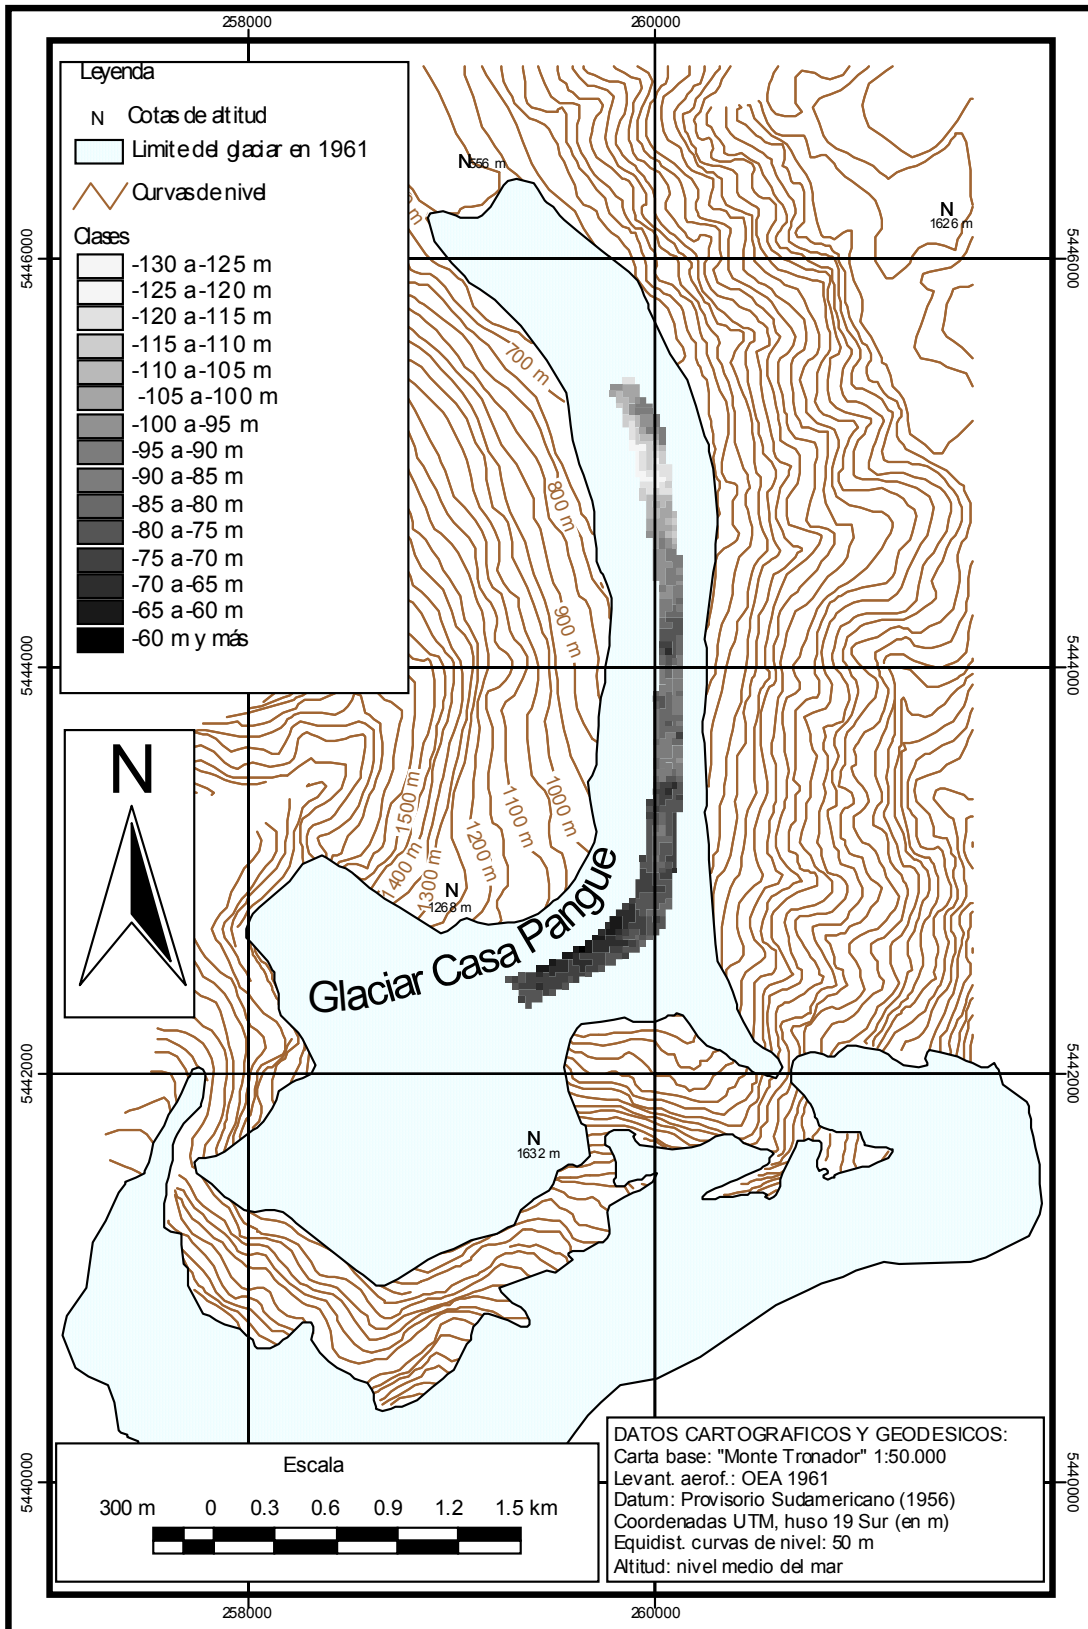 258000
260000
Leyenda
N Cotas de altitud
Limite del glaciar en 1961
Curvas de nivel
Clases
-130 a -125 m
-125 a -120 m
-120 a -115 m
-115 a -110 m
-110 a -105 m
-105 a -100 m
-100 a -95 m
-95 a -90 m
-90 a -85 m
-85 a -80 m
-80 a -75 m
-75 a -70 m
-70 a -65 m
-65 a -60 m
-60 m y más
N
556 m
N
1626 m
5446000
5446000
700 m
800 m
900 m
5444000
5444000
N
1000 m
1100 m
1200 m
1300 m
1400 m
1500 m
N
1268 m
Glaciar Casa Pangue
5442000
5442000
N
1632 m
5440000
5440000
Escala
300 m 0 0.3 0.6 0.9 1.2 1.5 km
DATOS CARTOGRAFICOS Y GEODESICOS:
Carta base: "Monte Tronador" 1:50.000
Levant. aerof.: OEA 1961
Datum: Provisorio Sudamericano (1956)
Coordenadas UTM, huso 19 Sur (en m)
Equidist. curvas de nivel: 50 m
Altitud: nivel medio del mar
258000
260000